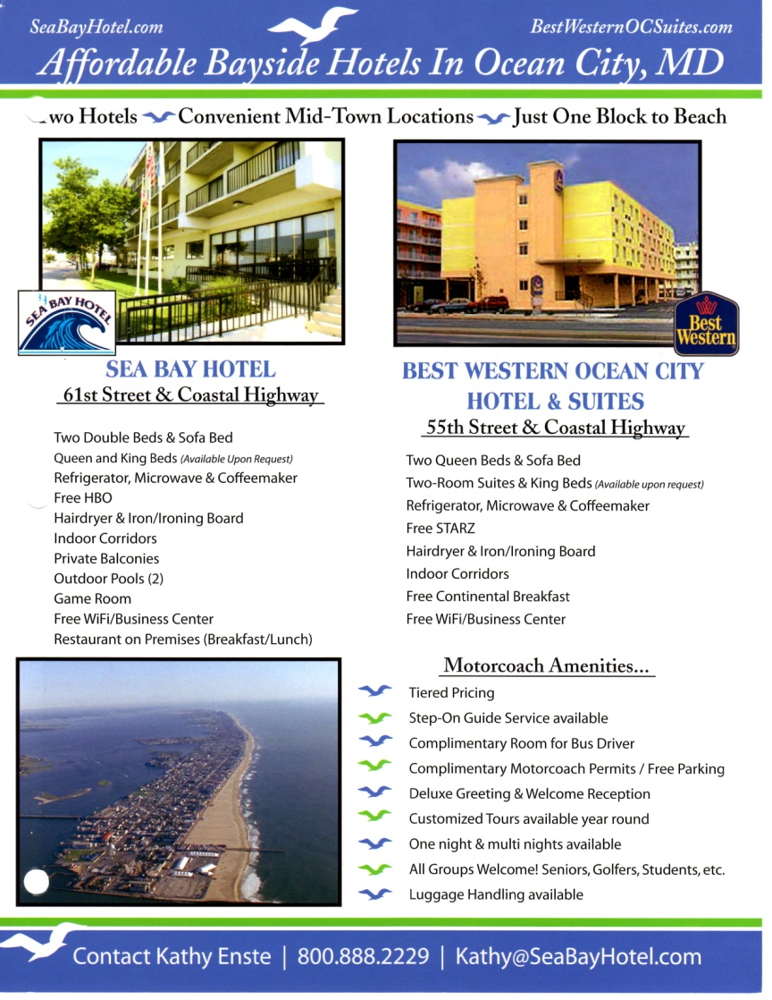 SeaBayHotel.com
BestWesternOCSuites.com
Affordable Bayside Hotels In Ocean City, MD
wo Hotels Convenient Mid-Town Locations Just One Block to Beach
SEA BAY HOTEL
Best
Western
SEA BAY HOTEL
61st Street & Coastal Highway
Two Double Beds & Sofa Bed
Queen and King Beds (Available Upon Request)
Refrigerator, Microwave & Coffeemaker
Free HBO
Hairdryer & Iron/Ironing Board
Indoor Corridors
Private Balconies
Outdoor Pools (2)
Game Room
Free WiFi/Business Center
Restaurant on Premises (Breakfast/Lunch)
BEST WESTERN OCEAN CITY
HOTEL & SUITES
55th Street & Coastal Highway
Two Queen Beds & Sofa Bed
Two-Room Suites & King Beds (Available upon request)
Refrigerator, Microwave & Coffeemaker
Free STARZ
Hairdryer & Iron/Ironing Board
Indoor Corridors
Free Continental Breakfast
Free WiFi/Business Center
Motorcoach Amenities...
Tiered Pricing
Step-On Guide Service available
Complimentary Room for Bus Driver
Complimentary Motorcoach Permits / Free Parking
Deluxe Greeting & Welcome Reception
Customized Tours available year round
One night & multi nights available
All Groups Welcome! Seniors, Golfers, Students, etc.
Luggage Handling available
Contact Kathy Enste | 800.888.2229 | Kathy@SeaBayHotel.com